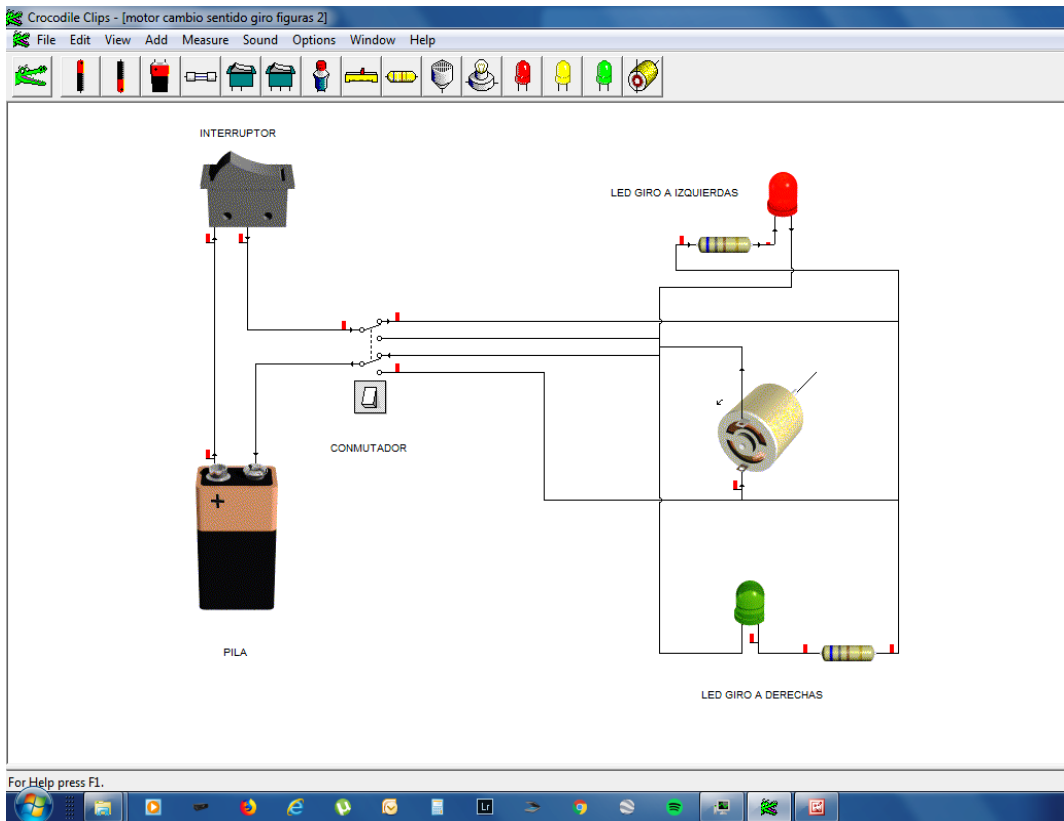 Crocodile Clips - [motor cambio sentido giro figuras 2]
File Edit View Add Measure Sound Options Window Help
INTERRUPTOR
LED GIRO A IZQUIERDAS
CONMUTADOR
+
PILA
LED GIRO A DERECHAS
For Help press F1.
Lr